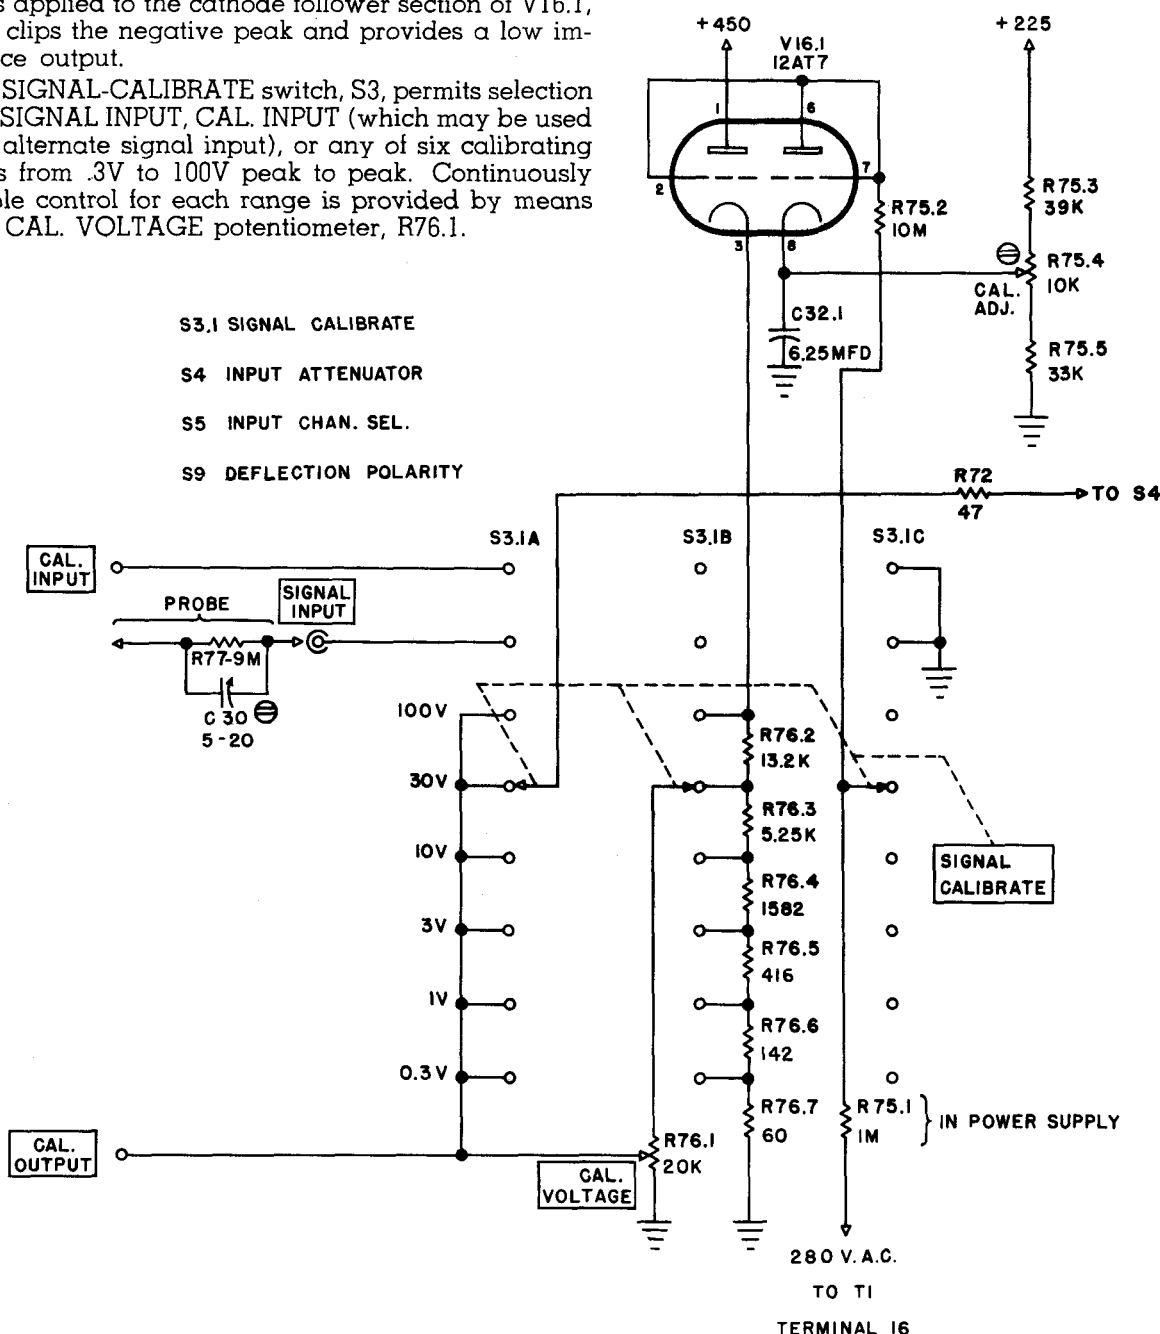 s applied to the cathode follower section of V16.1,
clips the negative peak and provides a low im-
ce output.
SIGNAL-CALIBRATE switch, S3, permits selection
SIGNAL INPUT, CAL. INPUT (which may be used
alternate signal input), or any of six calibrating
s from .3V to 100V peak to peak. Continuously
le control for each range is provided by means
CAL. VOLTAGE potentiometer, R76.1.
+450
V16.1
12AT7
+225
1
6
2
7
3
8
R75.2
10M
R75.3
39K
R75.4
10K
CAL.
ADJ.
C32.1
6.25MFD
R75.5
33K
S3.1 SIGNAL CALIBRATE
S4 INPUT ATTENUATOR
S5 INPUT CHAN. SEL.
S9 DEFLECTION POLARITY
R72
47
TO S4
S3.1A
S3.1B
S3.1C
CAL.
INPUT
PROBE
SIGNAL
INPUT
R77-9M
C30
5-20
100V
30V
10V
3V
1V
0.3V
R76.2
13.2K
R76.3
5.25K
R76.4
1582
R76.5
416
R76.6
142
R76.7
60
SIGNAL
CALIBRATE
R75.1
1M
IN POWER SUPPLY
CAL.
OUTPUT
R76.1
20K
CAL.
VOLTAGE
280 V.A.C.
TO T1
TERMINAL 16